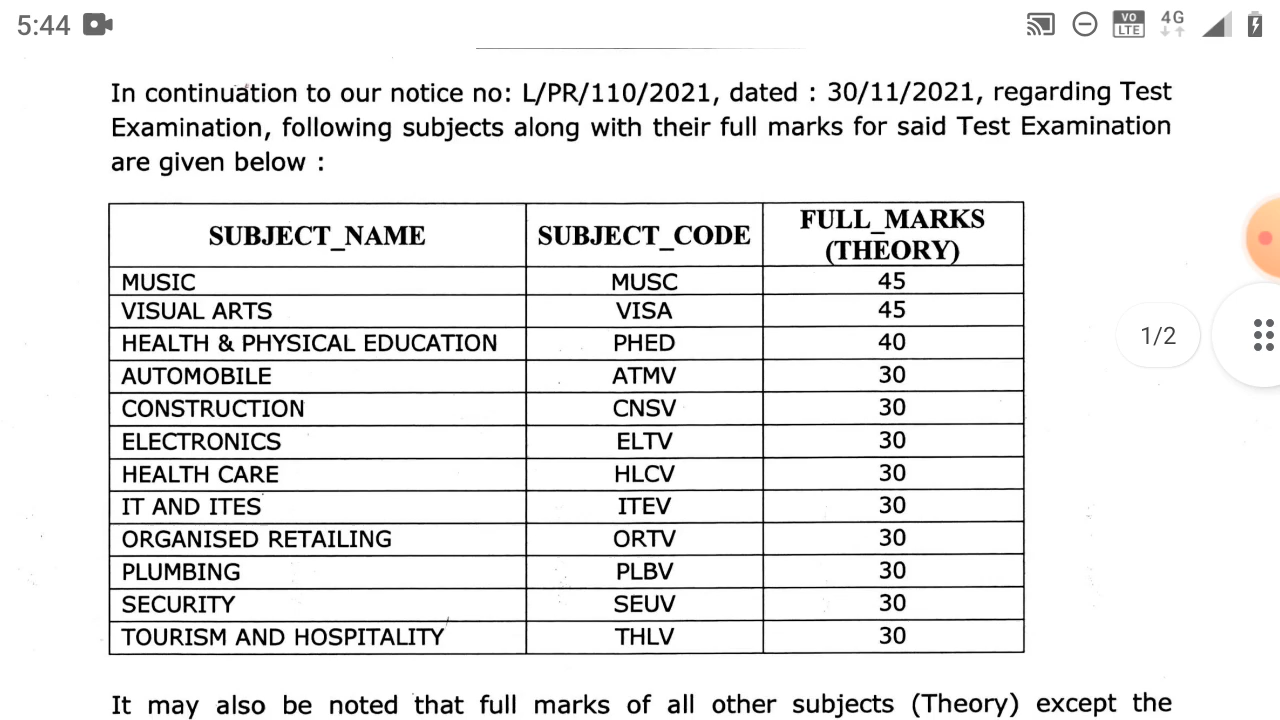 5:44
VO LTE 4G
In continuation to our notice no: L/PR/110/2021, dated : 30/11/2021, regarding Test
Examination, following subjects along with their full marks for said Test Examination
are given below :
SUBJECT_NAME SUBJECT_CODE FULL_MARKS (THEORY)
MUSIC MUSC 45
VISUAL ARTS VISA 45
HEALTH & PHYSICAL EDUCATION PHED 40
AUTOMOBILE ATMV 30
CONSTRUCTION CNSV 30
ELECTRONICS ELTV 30
HEALTH CARE HLCV 30
IT AND ITES ITEV 30
ORGANISED RETAILING ORTV 30
PLUMBING PLBV 30
SECURITY SEUV 30
TOURISM AND HOSPITALITY THLV 30
1/2
It may also be noted that full marks of all other subjects (Theory) except the